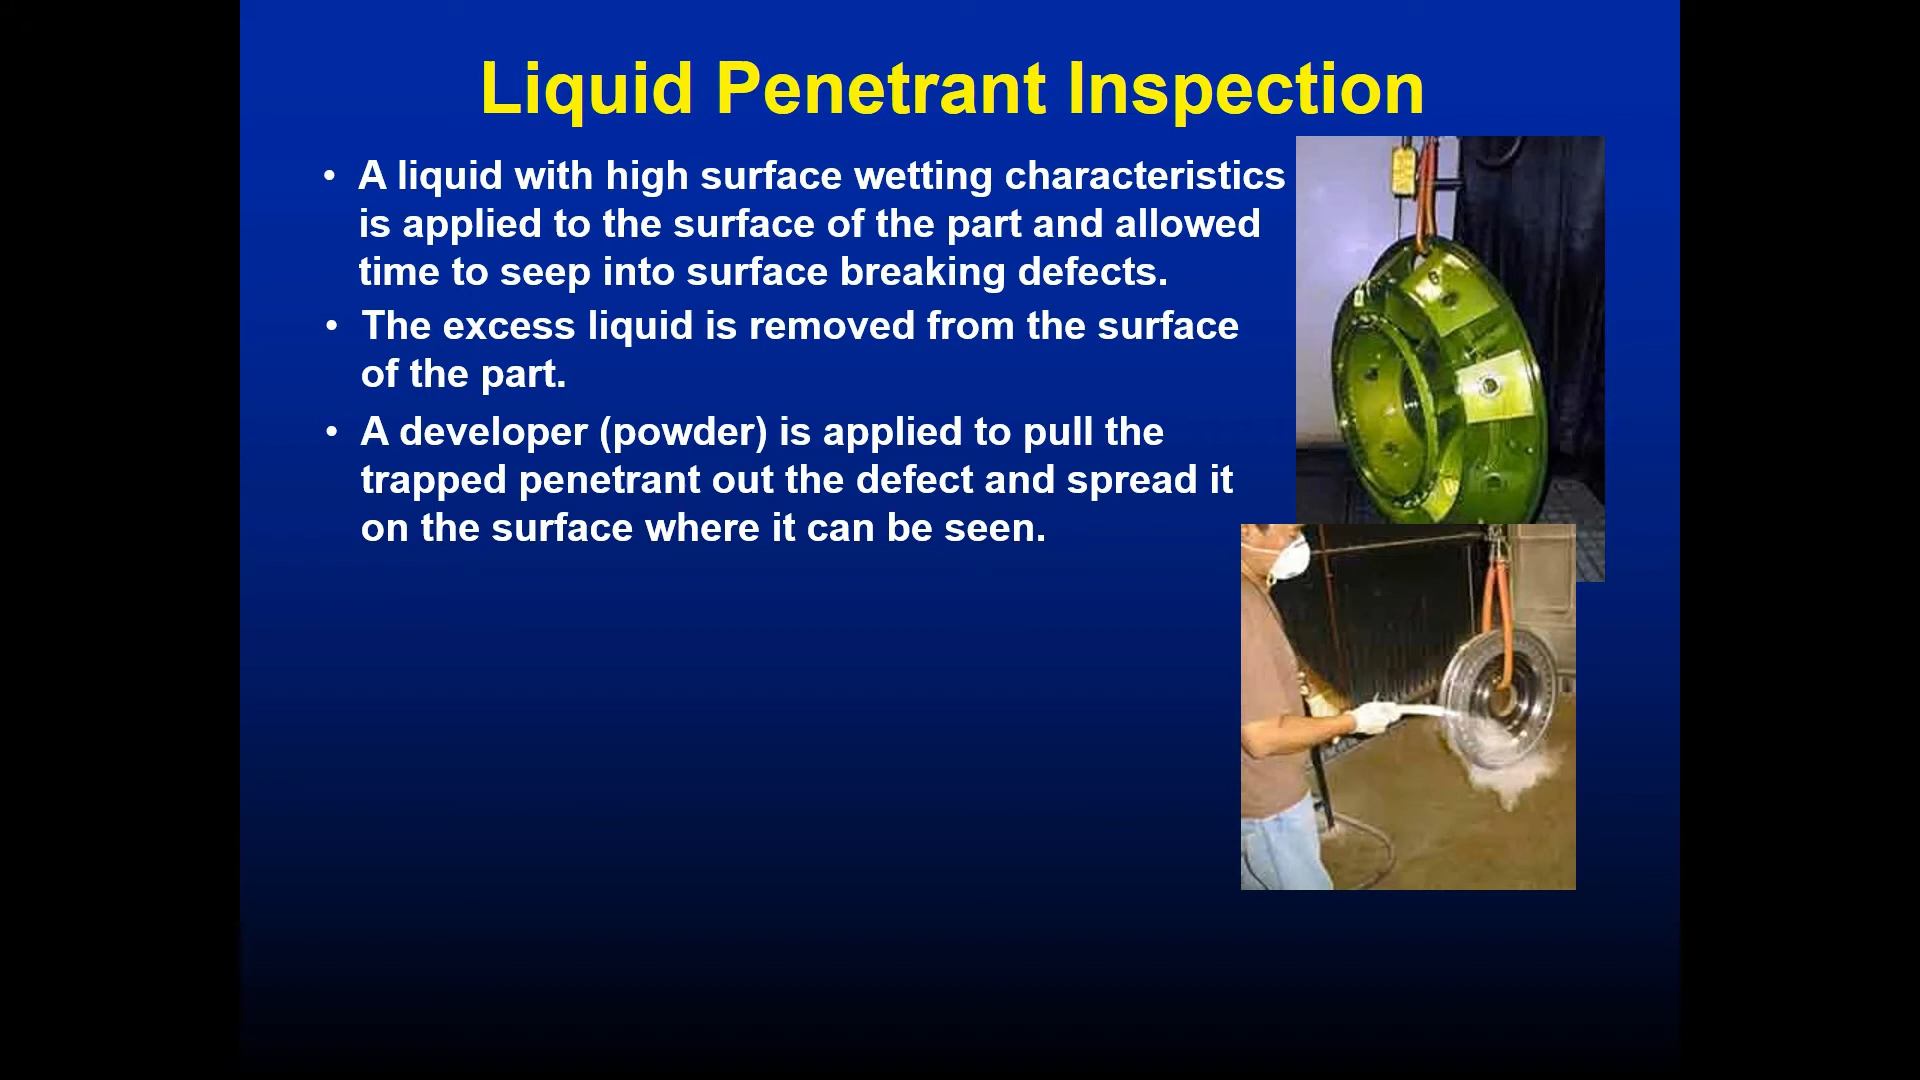 Liquid Penetrant Inspection
• A liquid with high surface wetting characteristics
is applied to the surface of the part and allowed
time to seep into surface breaking defects.
• The excess liquid is removed from the surface
of the part.
• A developer (powder) is applied to pull the
trapped penetrant out the defect and spread it
on the surface where it can be seen.